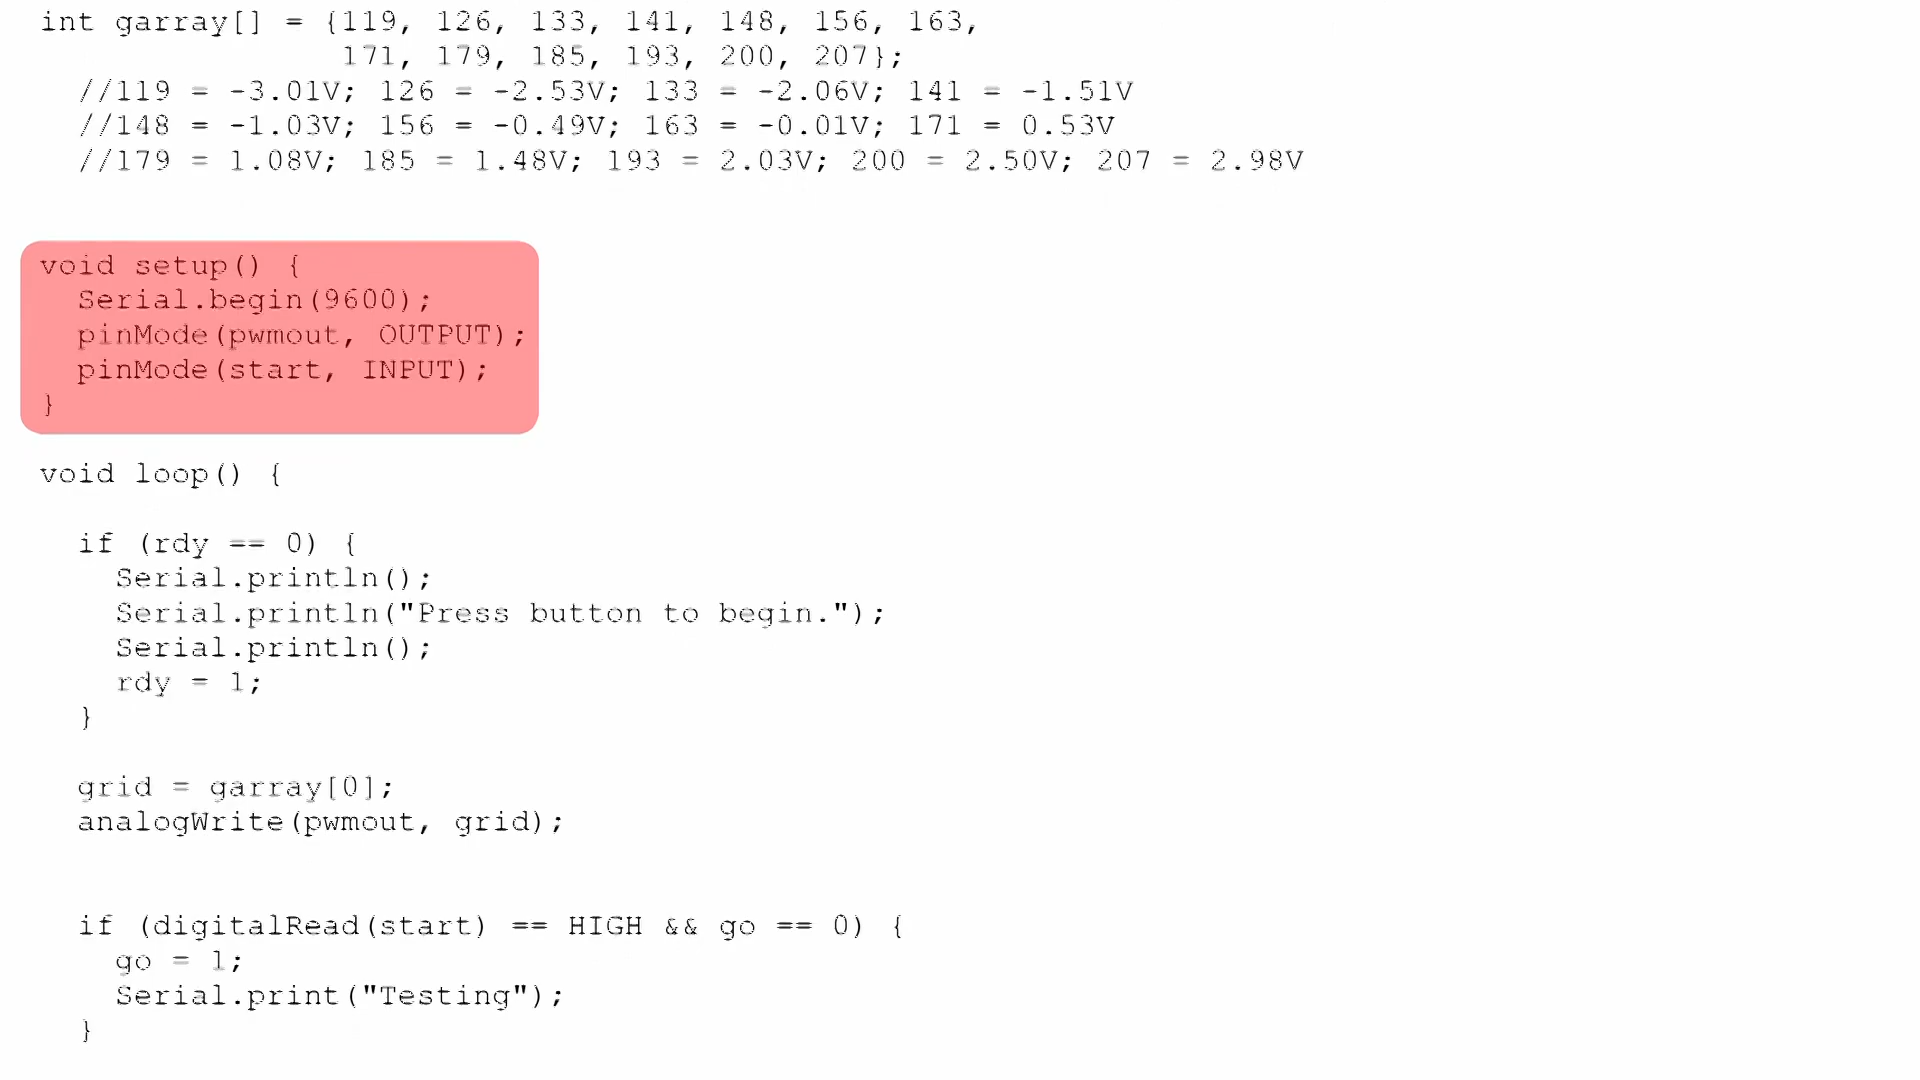 int garray[] = {119, 126, 133, 141, 148, 156, 163,
171, 179, 185, 193, 200, 207};
//119 = -3.01V; 126 = -2.53V; 133 = -2.06V; 141 = -1.51V
//148 = -1.03V; 156 = -0.49V; 163 = -0.01V; 171 = 0.53V
//179 = 1.08V; 185 = 1.48V; 193 = 2.03V; 200 = 2.50V; 207 = 2.98V
void setup() {
Serial.begin(9600);
pinMode(pwmout, OUTPUT);
pinMode(start, INPUT);
}
void loop() {
if (rdy == 0) {
Serial.println();
Serial.println("Press button to begin.");
Serial.println();
rdy = 1;
}
grid = garray[0];
analogWrite(pwmout, grid);
if (digitalRead(start) == HIGH && go == 0) {
go = 1;
Serial.print("Testing");
}